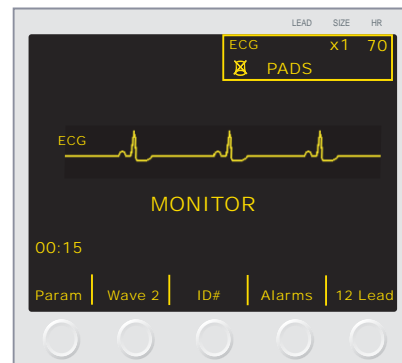 LEAD SIZE HR
ECG x1 70
PADS
ECG
MONITOR
00:15
Param Wave 2 ID# Alarms 12 Lead